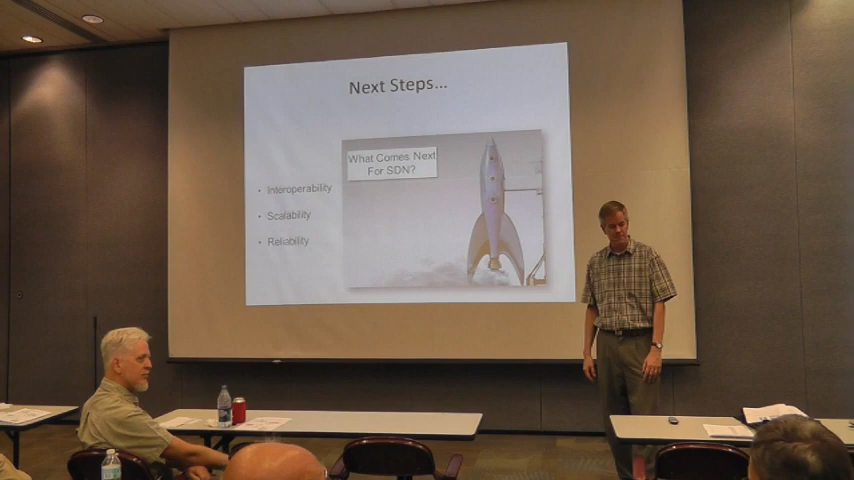 Next Steps...
What Comes Next
For SDN?
• Interoperability
• Scalability
• Reliability